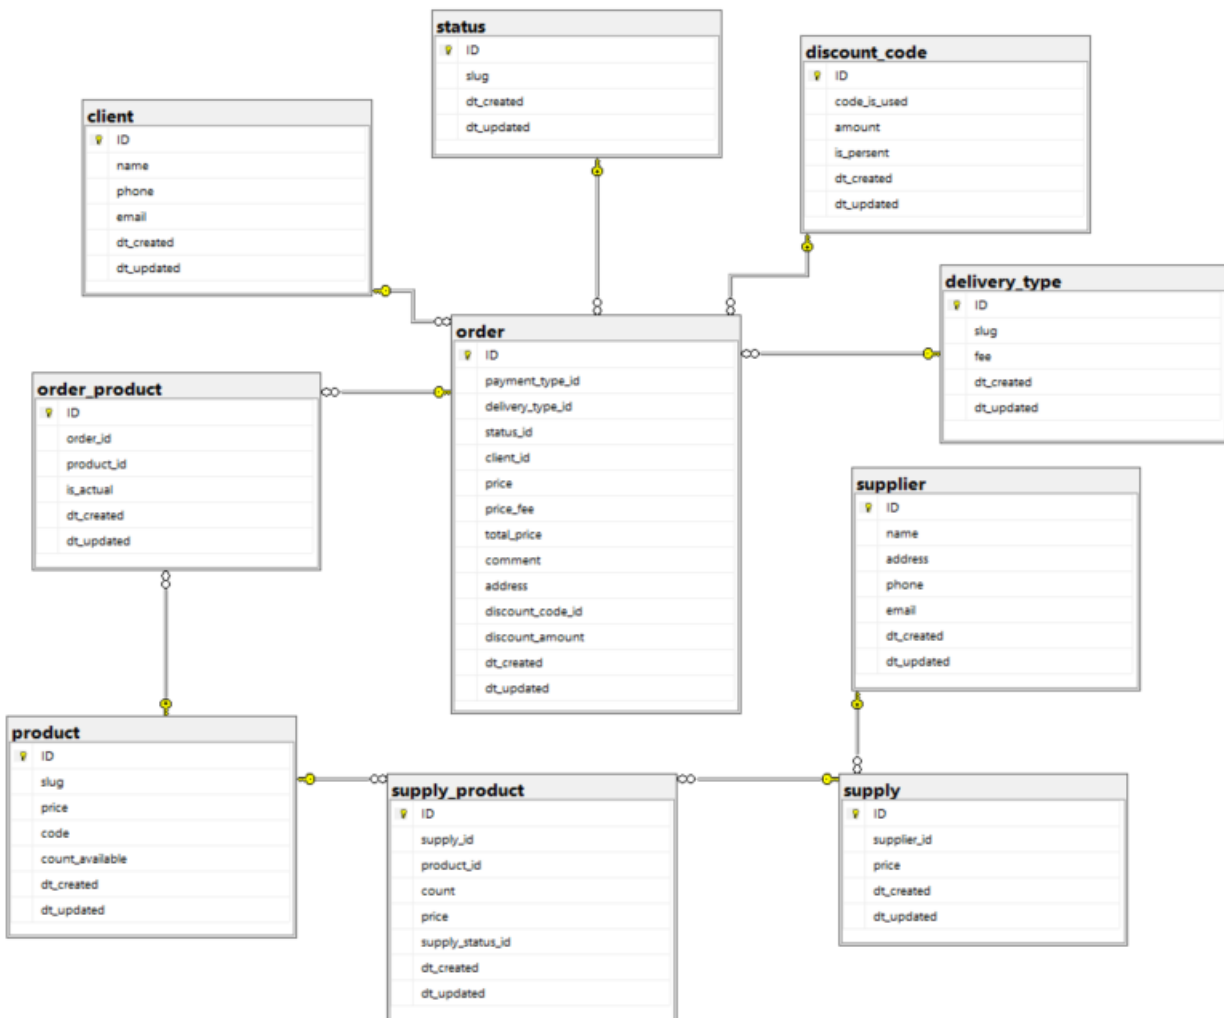 status
ID
slug
dt_created
dt_updated
discount_code
ID
code_is_used
amount
is_persent
dt_created
dt_updated
client
ID
name
phone
email
dt_created
dt_updated
delivery_type
ID
slug
fee
dt_created
dt_updated
order
ID
payment_type_id
delivery_type_id
status_id
client_id
price
price_fee
total_price
comment
address
discount_code_id
discount_amount
dt_created
dt_updated
order_product
ID
order_id
product_id
is_actual
dt_created
dt_updated
supplier
ID
name
address
phone
email
dt_created
dt_updated
product
ID
slug
price
code
count_available
dt_created
dt_updated
supply_product
ID
supply_id
product_id
count
price
supply_status_id
dt_created
dt_updated
supply
ID
supplier_id
price
dt_created
dt_updated